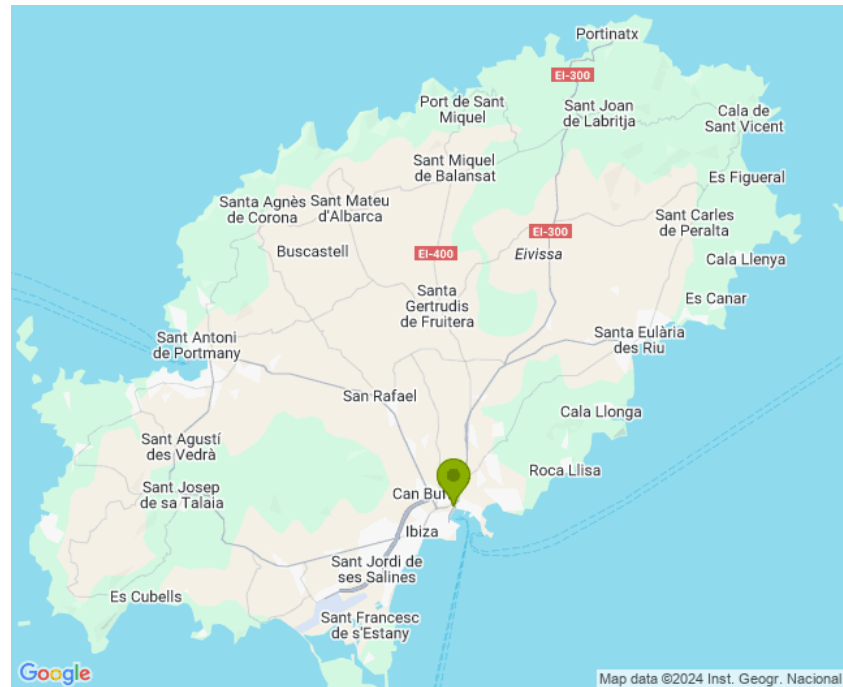 Portinatx
EI-300
Port de Sant
Miquel
Sant Joan
de Labritja
Cala de
Sant Vicent
Sant Miquel
de Balansat
Es Figueral
Santa Agnès
de Corona
Sant Mateu
d'Albarca
Sant Carles
de Peralta
EI-300
Buscastell
EI-400
Eivissa
Cala Llenya
Santa
Gertrudis
de Fruitera
Es Canar
Sant Antoni
de Portmany
Santa Eulària
des Riu
San Rafael
Cala Llonga
Sant Agustí
des Vedrà
Roca Llisa
Sant Josep
de sa Talaia
Can Buf
Ibiza
Sant Jordi de
ses Salines
Es Cubells
Sant Francesc
de s'Estany
Google
Map data ©2024 Inst. Geogr. Nacional